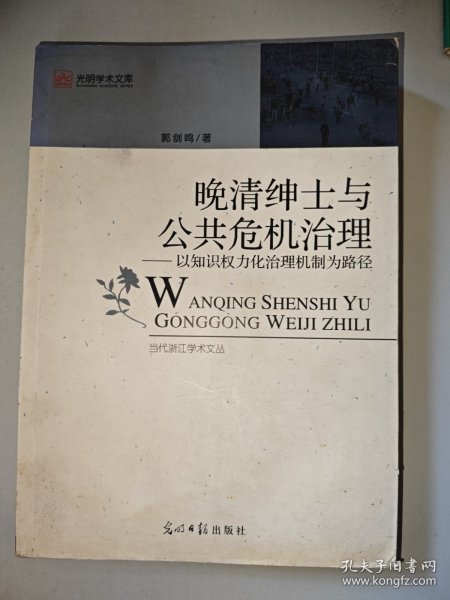 光明学术文库
GUANGMING ACADEMIC SERIES
郭剑鸣/著
晚清绅士与
公共危机治理
——以知识权力化治理机制为路径
WANQING SHENSHI YU
GONGGONG WEIJI ZHILI
当代浙江学术文丛
光明日报出版社
孔夫子旧书网
www.kongfz.com